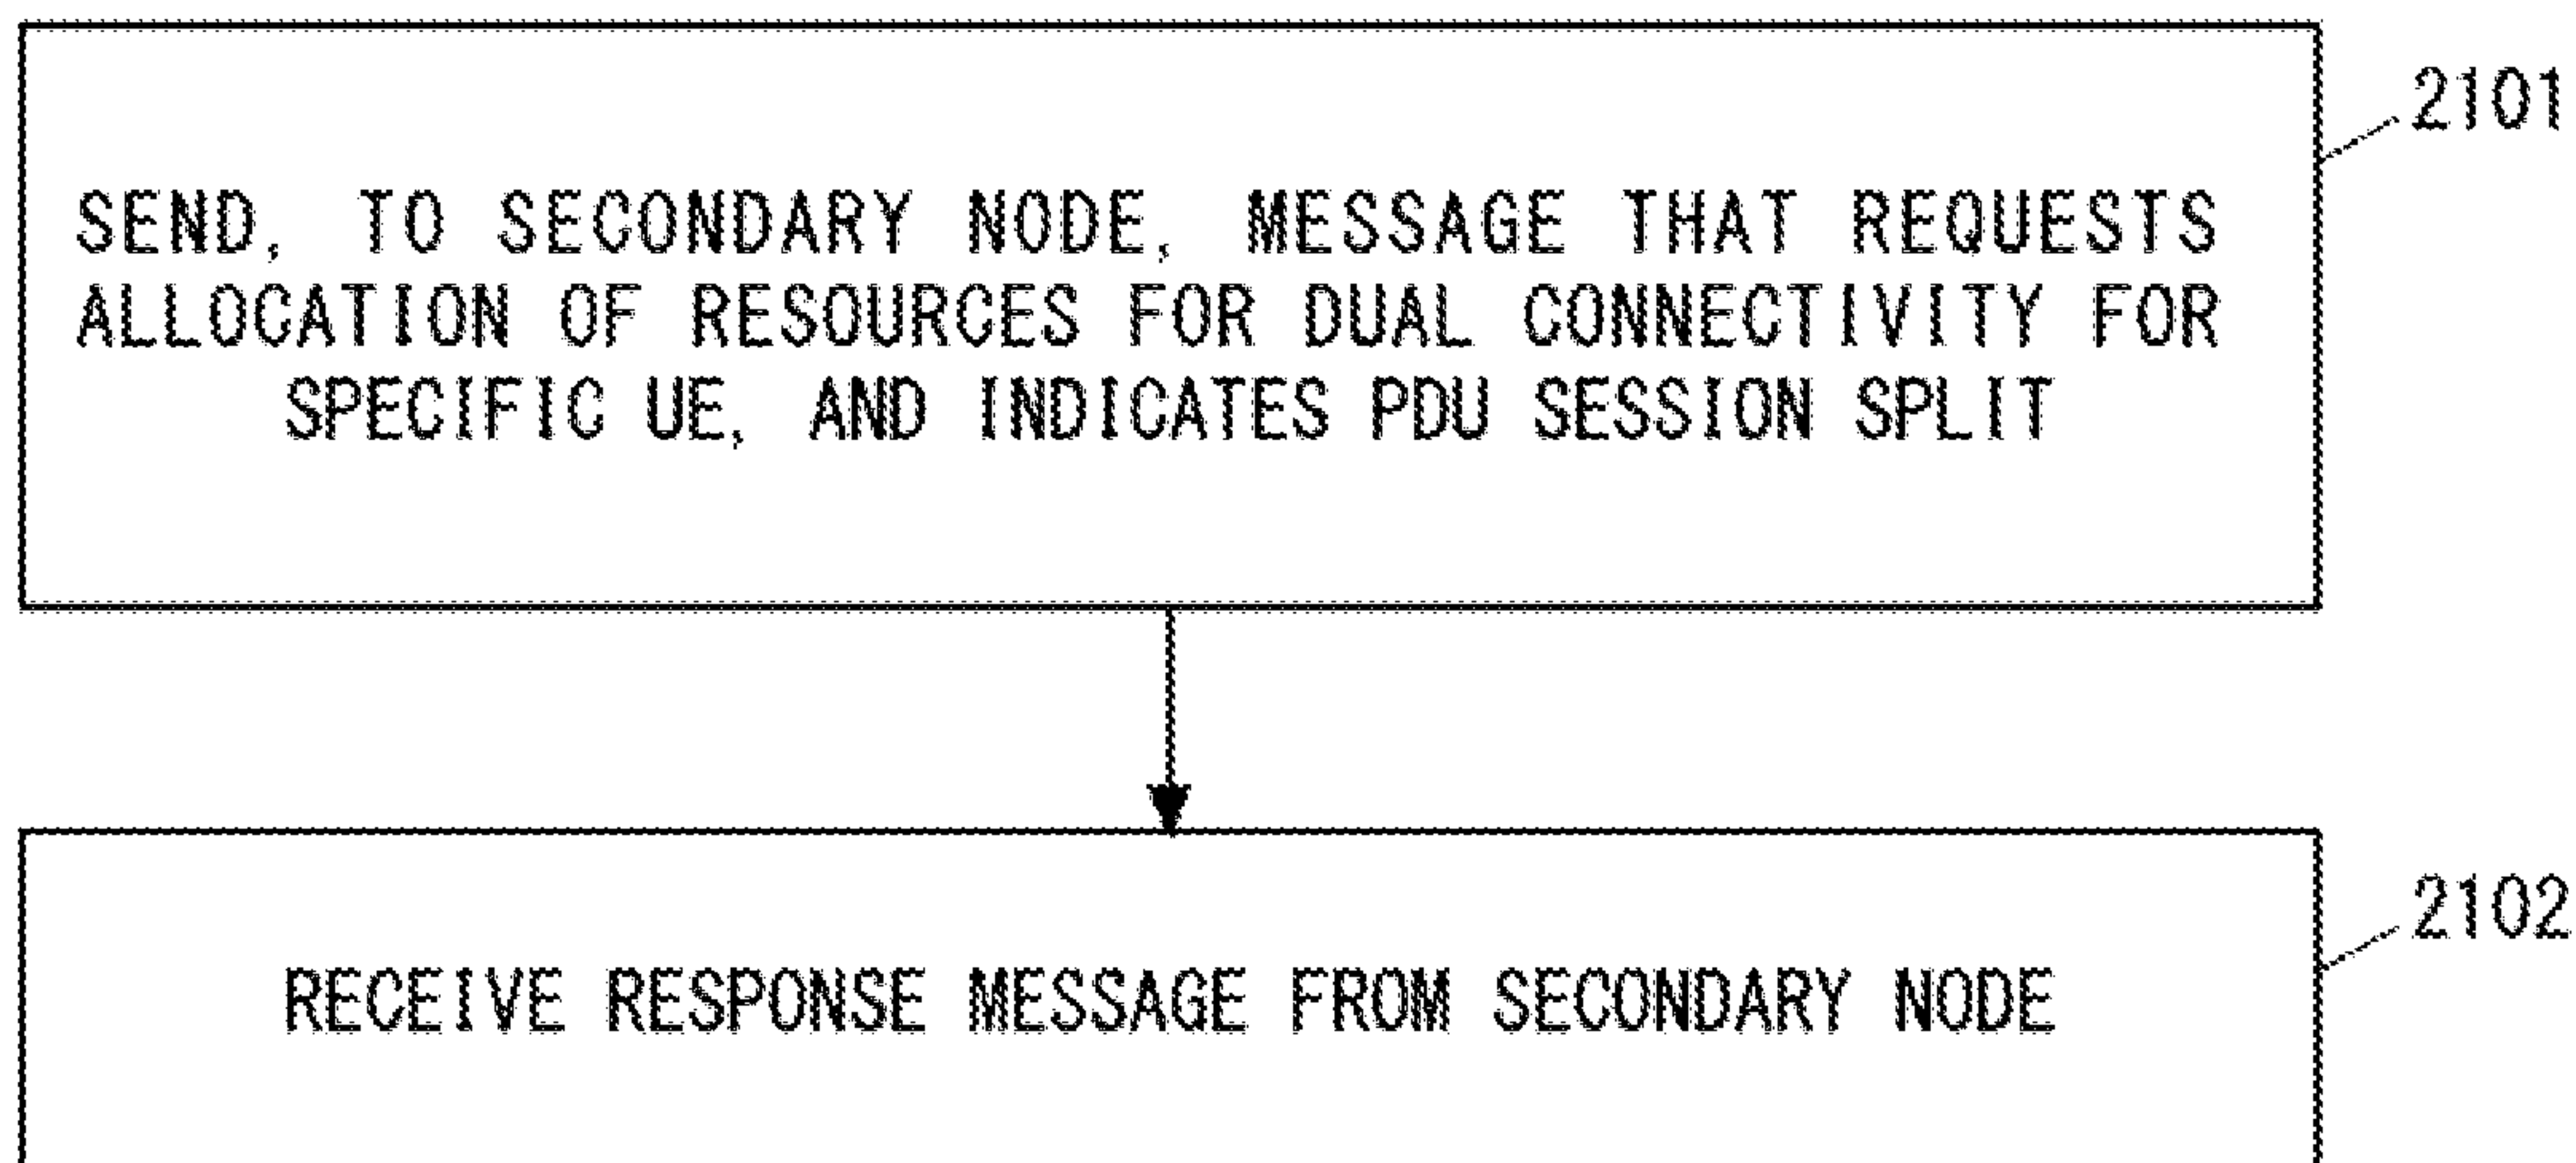 2101
SEND, TO SECONDARY NODE, MESSAGE THAT REQUESTS
ALLOCATION OF RESOURCES FOR DUAL CONNECTIVITY FOR
SPECIFIC UE, AND INDICATES PDU SESSION SPLIT
2102
RECEIVE RESPONSE MESSAGE FROM SECONDARY NODE